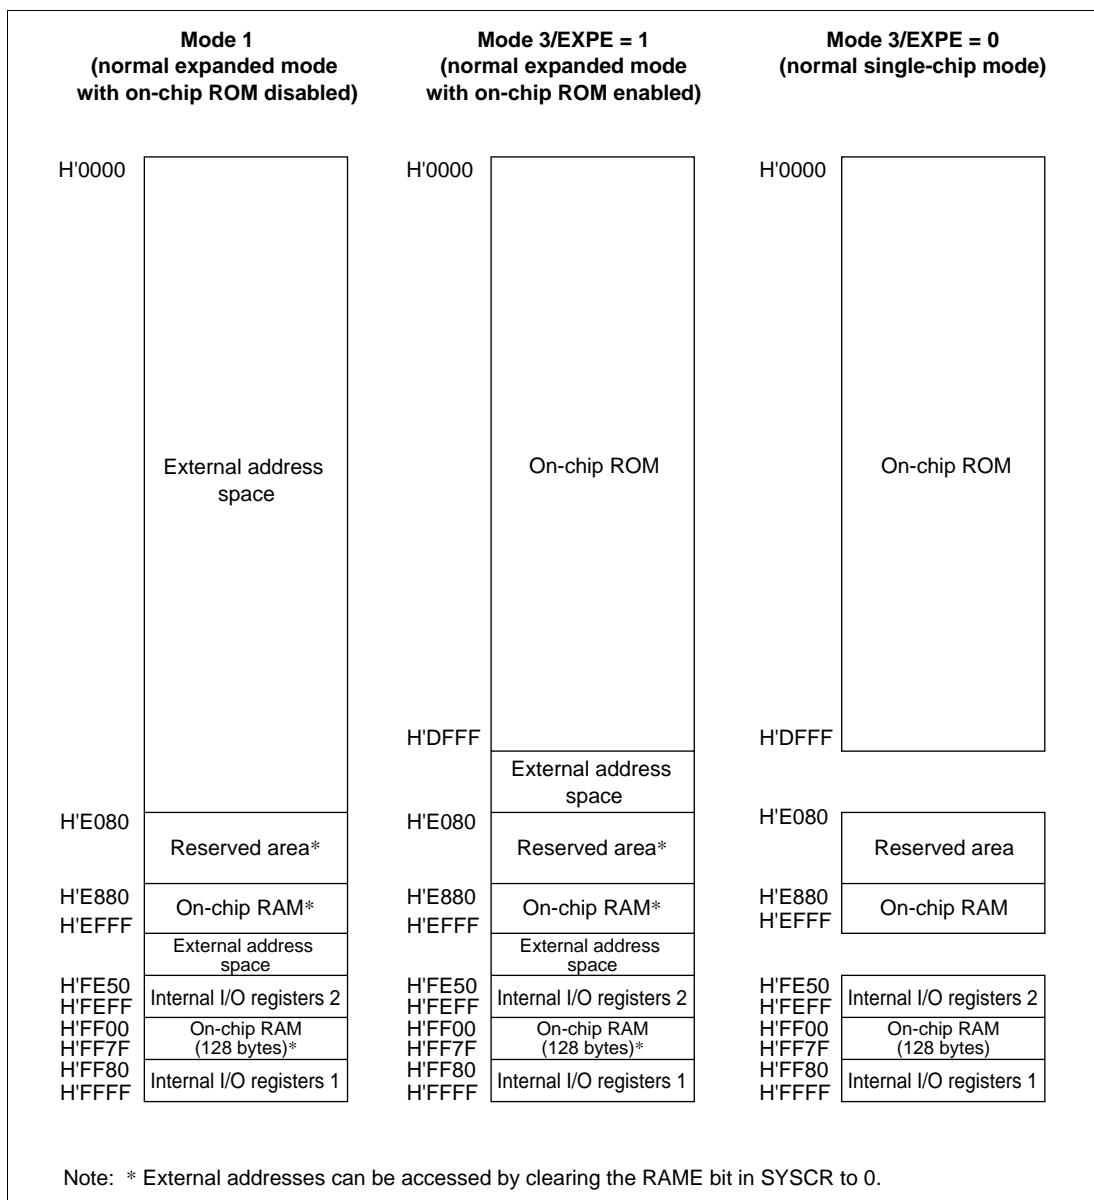 Mode 1
(normal expanded mode
with on-chip ROM disabled)
Mode 3/EXPE = 1
(normal expanded mode
with on-chip ROM enabled)
Mode 3/EXPE = 0
(normal single-chip mode)
H'0000
External address
space
H'E080
Reserved area*
H'E880
On-chip RAM*
H'EFFF
External address
space
H'FE50
Internal I/O registers 2
H'FEFF
H'FF00
On-chip RAM
(128 bytes)*
H'FF7F
H'FF80
Internal I/O registers 1
H'FFFF
H'0000
On-chip ROM
H'DFFF
External address
space
H'E080
Reserved area*
H'E880
On-chip RAM*
H'EFFF
External address
space
H'FE50
Internal I/O registers 2
H'FEFF
H'FF00
On-chip RAM
(128 bytes)*
H'FF7F
H'FF80
Internal I/O registers 1
H'FFFF
H'0000
On-chip ROM
H'DFFF
H'E080
Reserved area
H'E880
On-chip RAM
H'EFFF
H'FE50
Internal I/O registers 2
H'FEFF
H'FF00
On-chip RAM
(128 bytes)
H'FF7F
H'FF80
Internal I/O registers 1
H'FFFF
Note: * External addresses can be accessed by clearing the RAME bit in SYSCR to 0.